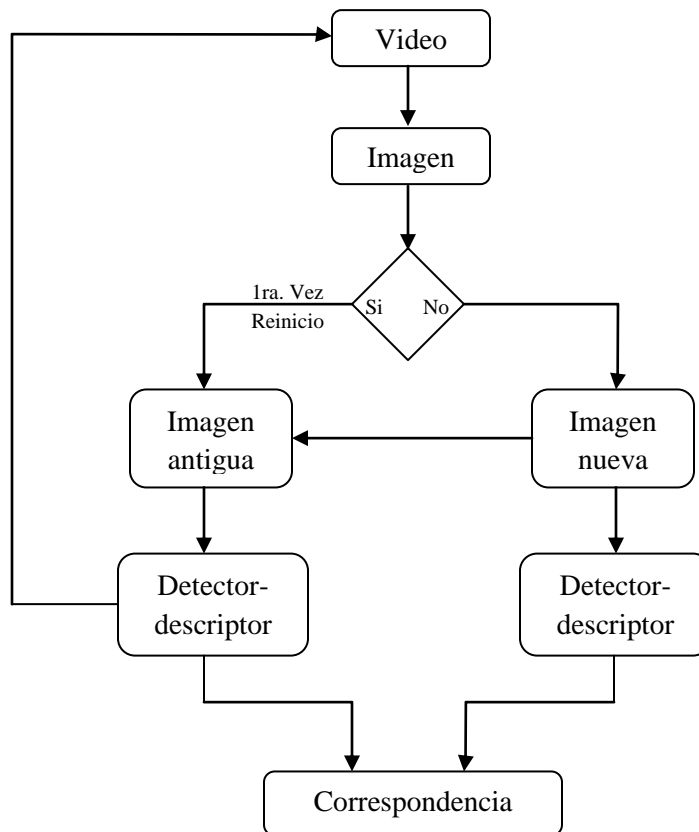 Video
Imagen
1ra. Vez
Reinicio
Si
No
Imagen
antigua
Imagen
nueva
Detector-
descriptor
Detector-
descriptor
Correspondencia